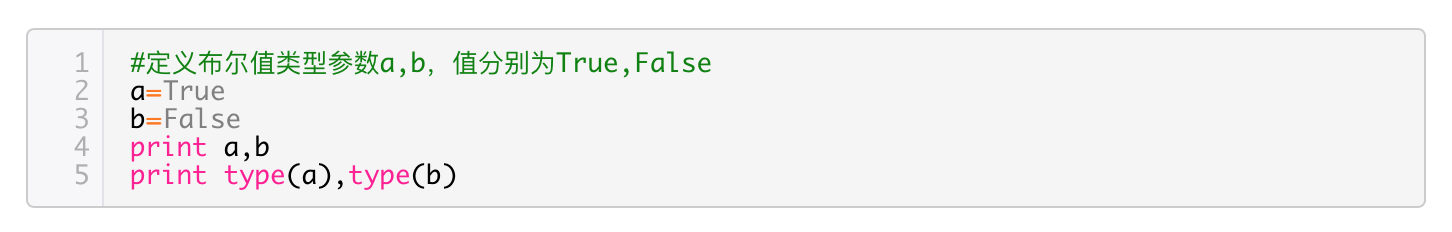 1 #定义布尔值类型参数a,b，值分别为True,False
2 a=True
3 b=False
4 print a,b
5 print type(a),type(b)